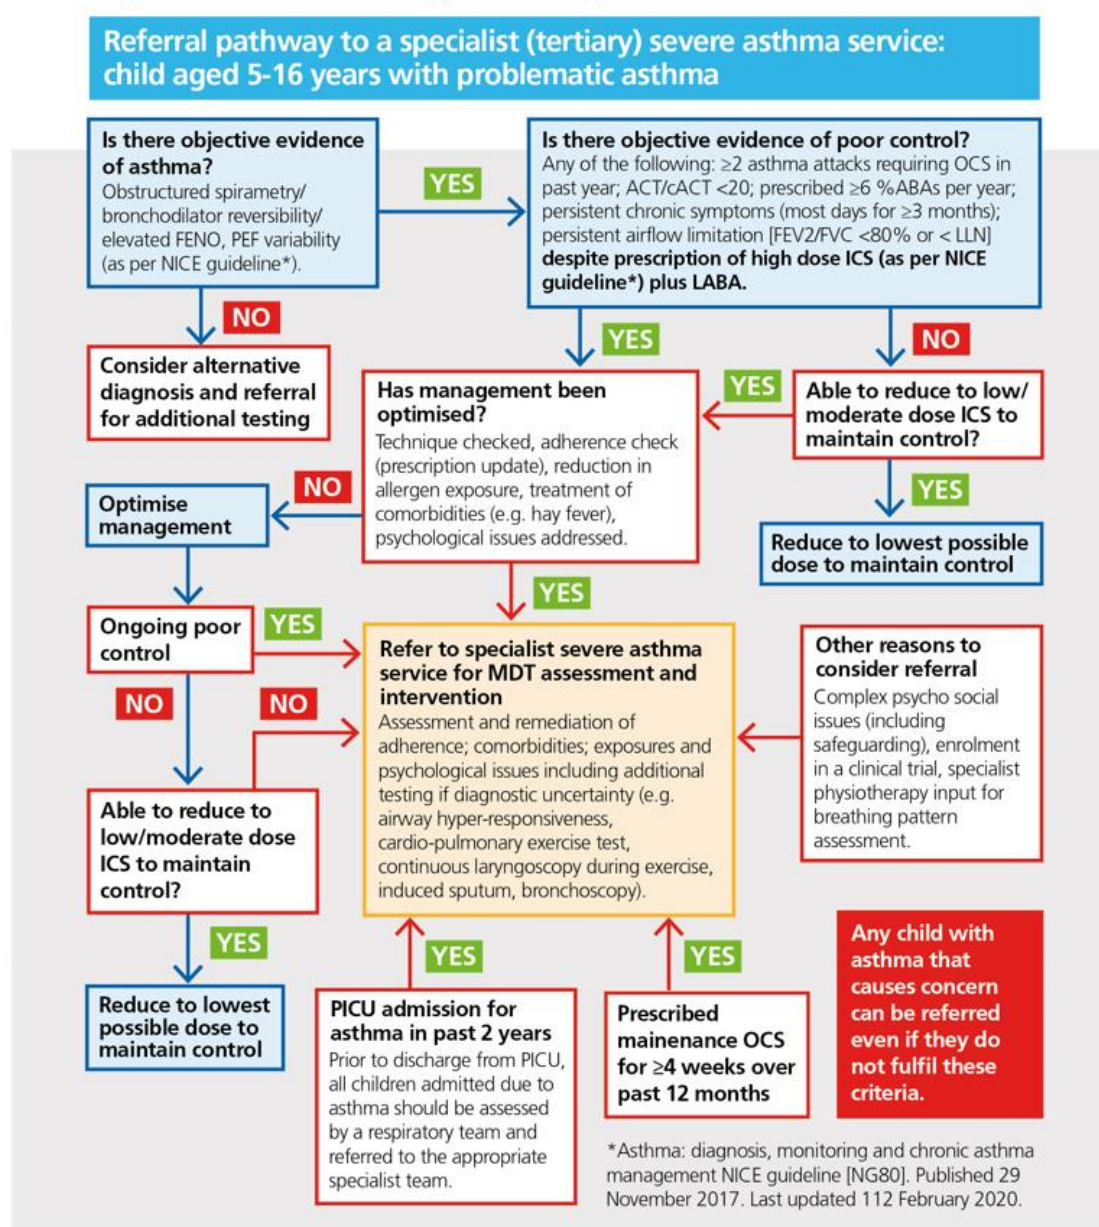 Referral pathway to a specialist (tertiary) severe asthma service:
child aged 5-16 years with problematic asthma
Is there objective evidence
of asthma?
Obstructured spirametry/
bronchodilator reversibility/
elevated FENO, PEF variability
(as per NICE guideline*).
YES
Is there objective evidence of poor control?
Any of the following: ≥2 asthma attacks requiring OCS in
past year; ACT/cACT <20; prescribed ≥6 %ABAs per year;
persistent chronic symptoms (most days for ≥3 months);
persistent airflow limitation [FEV2/FVC <80% or < LLN]
despite prescription of high dose ICS (as per NICE
guideline*) plus LABA.
NO
YES
NO
Consider alternative
diagnosis and referral
for additional testing
Has management been
optimised?
Technique checked, adherence check
(prescription update), reduction in
allergen exposure, treatment of
comorbidities (e.g. hay fever),
psychological issues addressed.
YES
Able to reduce to low/
moderate dose ICS to
maintain control?
NO
Optimise
management
YES
Reduce to lowest possible
dose to maintain control
YES
Ongoing poor
control
YES
Refer to specialist severe asthma
service for MDT assessment and
intervention
Assessment and remediation of
adherence; comorbidities; exposures and
psychological issues including additional
testing if diagnostic uncertainty (e.g.
airway hyper-responsiveness,
cardio-pulmonary exercise test,
continuous laryngoscopy during exercise,
induced sputum, bronchoscopy).
Other reasons to
consider referral
Complex psycho social
issues (including
safeguarding), enrolment
in a clinical trial, specialist
physiotherapy input for
breathing pattern
assessment.
NO
NO
Able to reduce to
low/moderate dose
ICS to maintain
control?
YES
Reduce to lowest
possible dose to
maintain control
YES
PICU admission for
asthma in past 2 years
Prior to discharge from PICU,
all children admitted due to
asthma should be assessed
by a respiratory team and
referred to the appropriate
specialist team.
YES
Prescribed
mainenance OCS
for ≥4 weeks over
past 12 months
Any child with
asthma that
causes concern
can be referred
even if they do
not fulfil these
criteria.
*Asthma: diagnosis, monitoring and chronic asthma
management NICE guideline [NG80]. Published 29
November 2017. Last updated 112 February 2020.